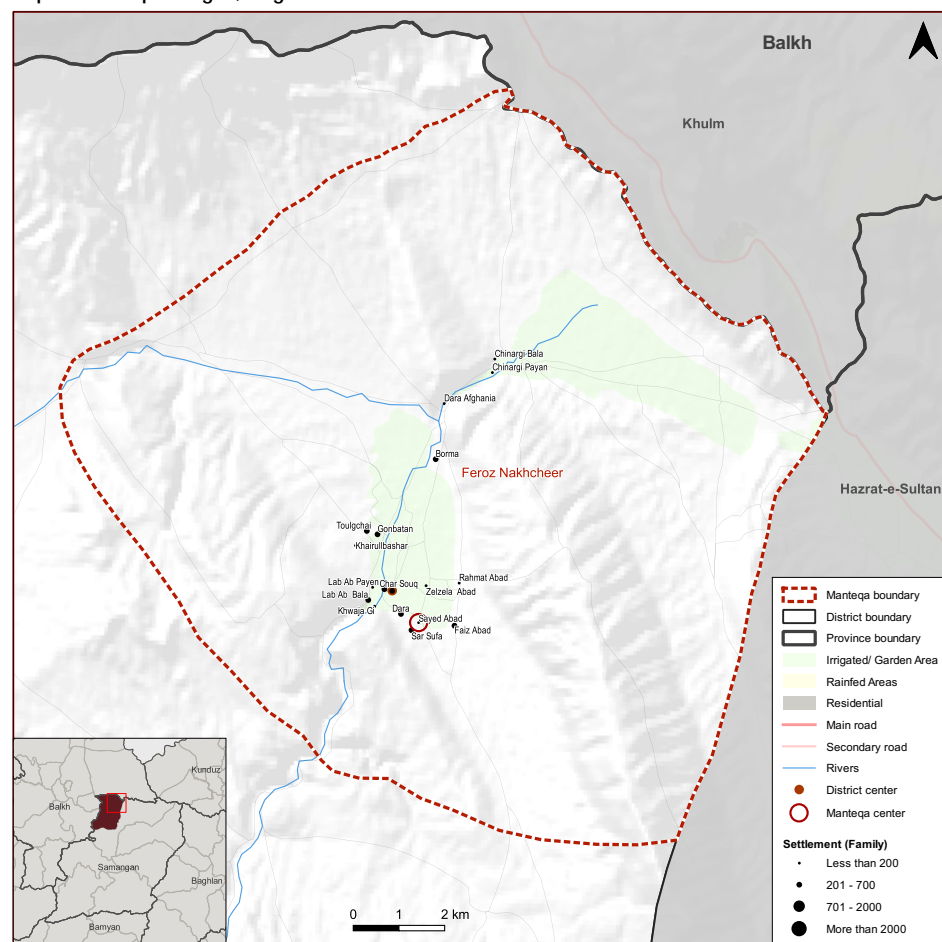 Balkh
Khulm
Chinargi Bala
Chinargi Payan
Dara Afghania
Borma
Feroz Nakhcheer
Hazrat-e-Sultan
Toulgchai
Gonbatan
Khairullbashar
Lab Ab Payen
Char Souq
Rahmat Abad
Zelzela Abad
Lab Ab Bala
Khwaja Gl
Dara
Sayed Abad
Faiz Abad
Sar Sufa
Manteqa boundary
District boundary
Province boundary
Irrigated/ Garden Area
Rainfed Areas
Residential
Main road
Secondary road
Rivers
District center
Manteqa center
Settlement (Family)
Less than 200
201 - 700
701 - 2000
More than 2000
Kunduz
Balkh
Samangan
Baghlan
Bamyan
0 1 2 km